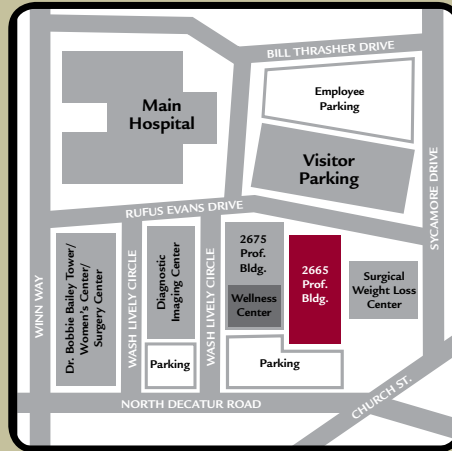 BILL THRASHER DRIVE
Employee
Parking
Main
Hospital
Visitor
Parking
RUFUS EVANS DRIVE
SYCAMORE DRIVE
WINN WAY
Dr. Bobbie Bailey Tower/
Women's Center/
Surgery Center
WASH LIVELY CIRCLE
Diagnostic
Imaging Center
WASH LIVELY CIRCLE
2675
Prof.
Bldg.
Wellness
Center
2665
Prof.
Bldg.
Surgical
Weight Loss
Center
Parking
Parking
NORTH DECATUR ROAD
CHURCH ST.